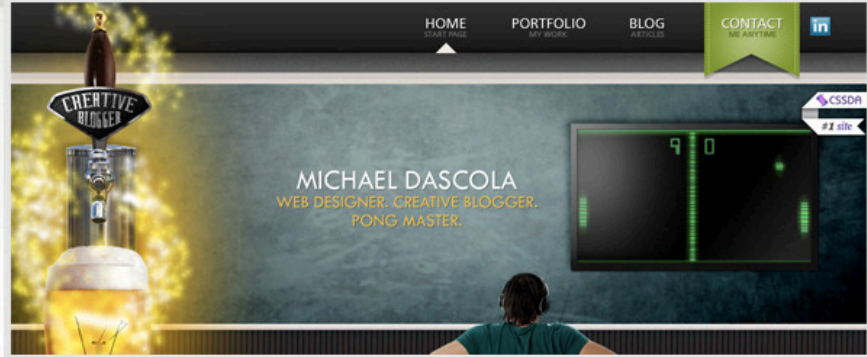 HOME
START PAGE
PORTFOLIO
MY WORK
BLOG
ARTICLES
CONTACT
ME ANYTIME
in
CSSDA
#1 site
CREATIVE
BLOGGER
9 0
MICHAEL DASCOLA
WEB DESIGNER. CREATIVE BLOGGER.
PONG MASTER.